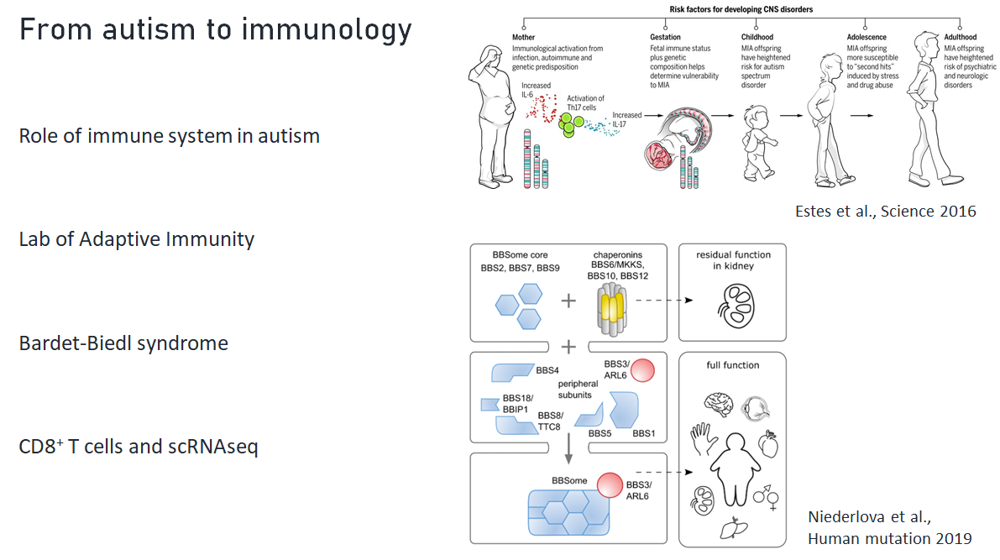 From autism to immunology
Role of immune system in autism
Lab of Adaptive Immunity
Bardet-Biedl syndrome
CD8⁺ T cells and scRNAseq
Risk factors for developing CNS disorders
Mother
Immunological activation from
infection, autoimmune and
genetic predisposition
Increased
IL-6
Activation of
Th17 cells
Increased
IL-17
Gestation
Fetal immune status
plus genetic
composition helps
determine vulnerability
to MIA
Childhood
MIA offspring
have heightened
risk for autism
spectrum
disorder
Adolescence
MIA offspring
more susceptible
to "second hits"
induced by stress
and drug abuse
Adulthood
MIA offspring
have heightened
risk of psychiatric
and neurologic
disorders
Estes et al., Science 2016
BBSome core
BBS2, BBS7, BBS9
+
chaperonins
BBS6/MKKS,
BBS10, BBS12
residual function
in kidney
+
BBS4
BBS3/
ARL6
peripheral
subunits
BBS18/
BBIP1
BBS8/
TTC8
BBS5
BBS1
full function
BBSome
BBS3/
ARL6
Niederlova et al.,
Human mutation 2019